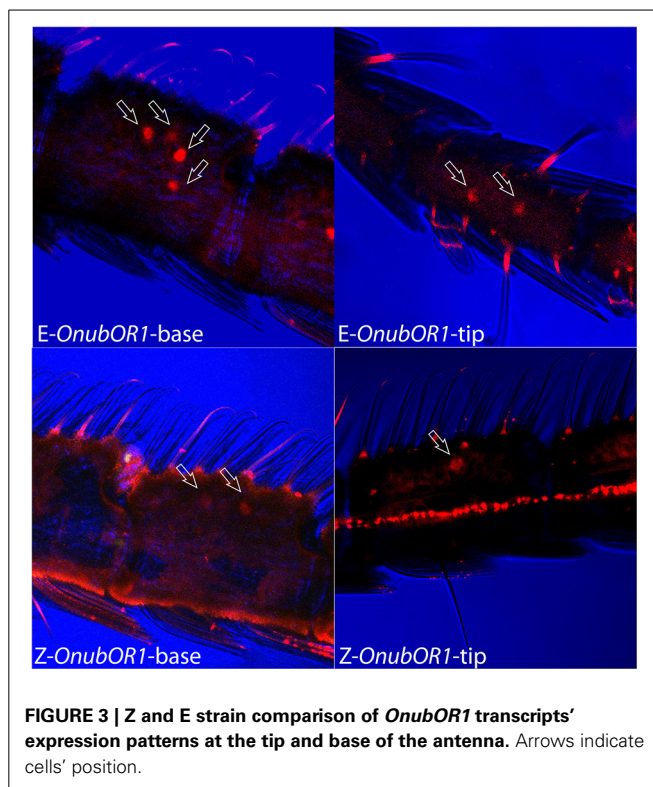 E-OnubOR1-base
E-OnubOR1-tip
Z-OnubOR1-base
Z-OnubOR1-tip
FIGURE 3 | Z and E strain comparison of OnubOR1 transcripts’
expression patterns at the tip and base of the antenna. Arrows indicate
cells’ position.